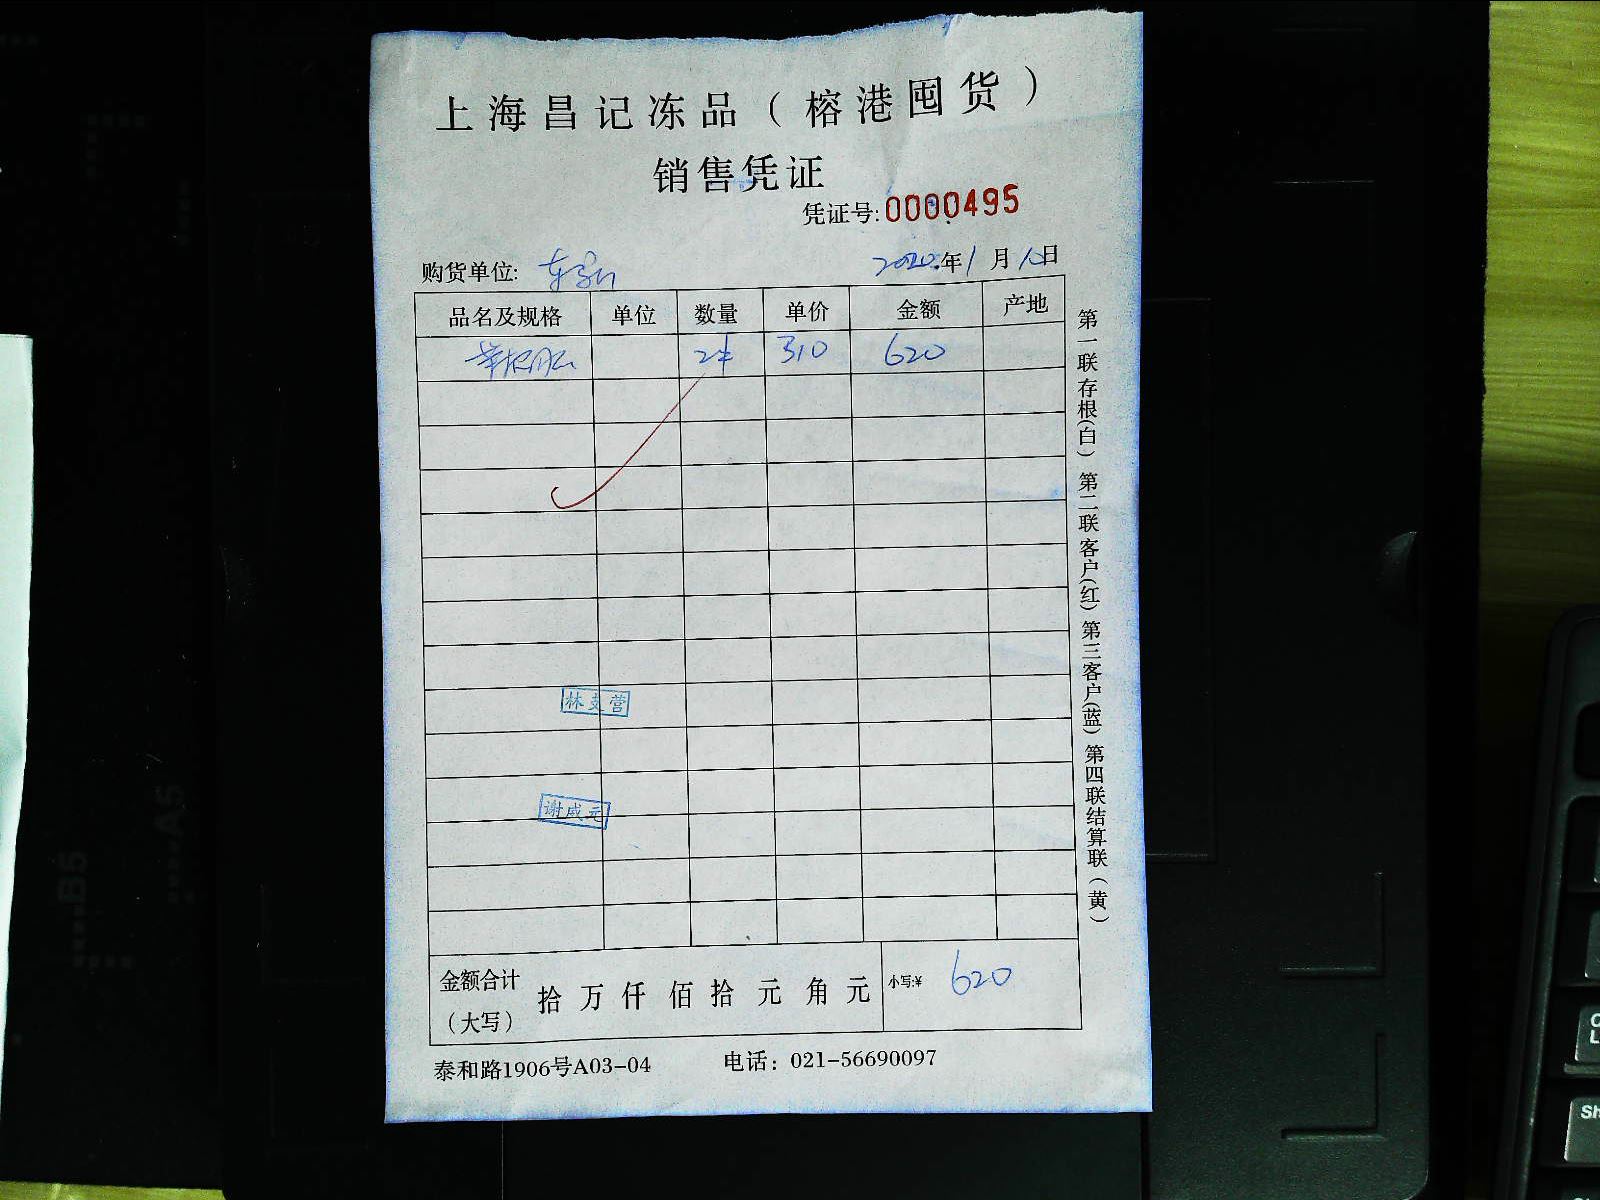 上海昌记冻品（榕港囤货）
销售凭证
凭证号:0000495
购货单位:
2020年1月10日
品名及规格 单位 数量 单价 金额 产地
2件 310 620
林支营
谢成元
金额合计（大写） 拾 万 仟 佰 拾 元 角 元 小写:¥ 620
泰和路1906号A03-04 电话：021-56690097
第一联存根(白) 第二联客户(红) 第三客户(蓝) 第四联结算联（黄）
B5
A5